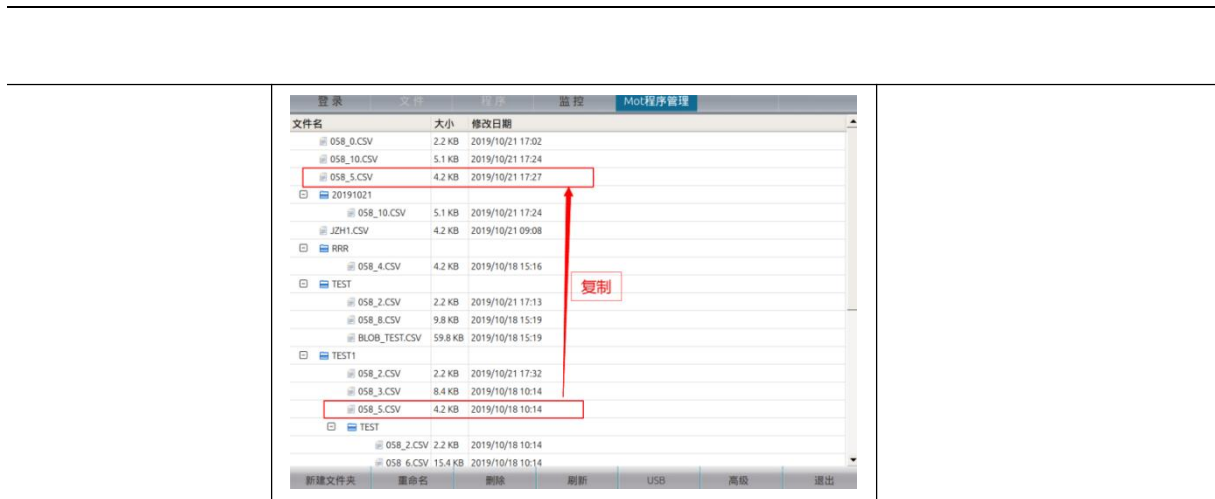 登录 文件 程序 监控 Mot程序管理
文件名 大小 修改日期
058_0.CSV 2.2 KB 2019/10/21 17:02
058_10.CSV 5.1 KB 2019/10/21 17:24
058_5.CSV 4.2 KB 2019/10/21 17:27
20191021
058_10.CSV 5.1 KB 2019/10/21 17:24
JZH1.CSV 4.2 KB 2019/10/21 09:08
RRR
058_4.CSV 4.2 KB 2019/10/18 15:16
TEST
复制
058_2.CSV 2.2 KB 2019/10/21 17:13
058_8.CSV 9.8 KB 2019/10/18 15:19
BLOB_TEST.CSV 59.8 KB 2019/10/18 15:19
TEST1
058_2.CSV 2.2 KB 2019/10/21 17:32
058_3.CSV 8.4 KB 2019/10/18 10:14
058_5.CSV 4.2 KB 2019/10/18 10:14
TEST
058_2.CSV 2.2 KB 2019/10/18 10:14
058_6.CSV 15.4 KB 2019/10/18 10:14
新建文件夹 重命名 删除 刷新 USB 高级 退出